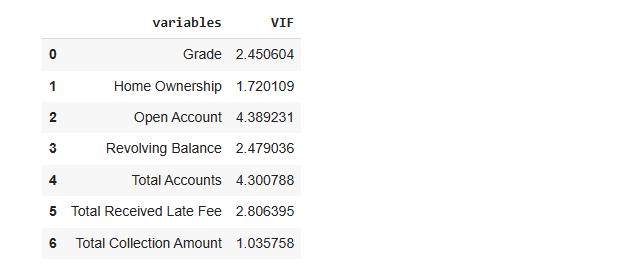 variables VIF
0 Grade 2.450604
1 Home Ownership 1.720109
2 Open Account 4.389231
3 Revolving Balance 2.479036
4 Total Accounts 4.300788
5 Total Received Late Fee 2.806395
6 Total Collection Amount 1.035758